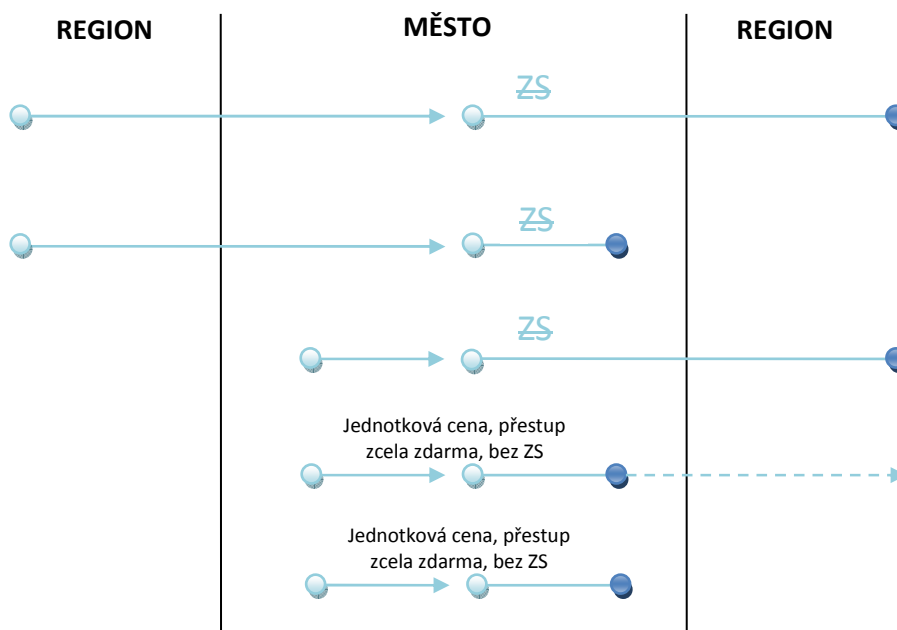 REGION
MĚSTO
REGION
ZS
ZS
ZS
Jednotková cena, přestup
zcela zdarma, bez ZS
Jednotková cena, přestup
zcela zdarma, bez ZS